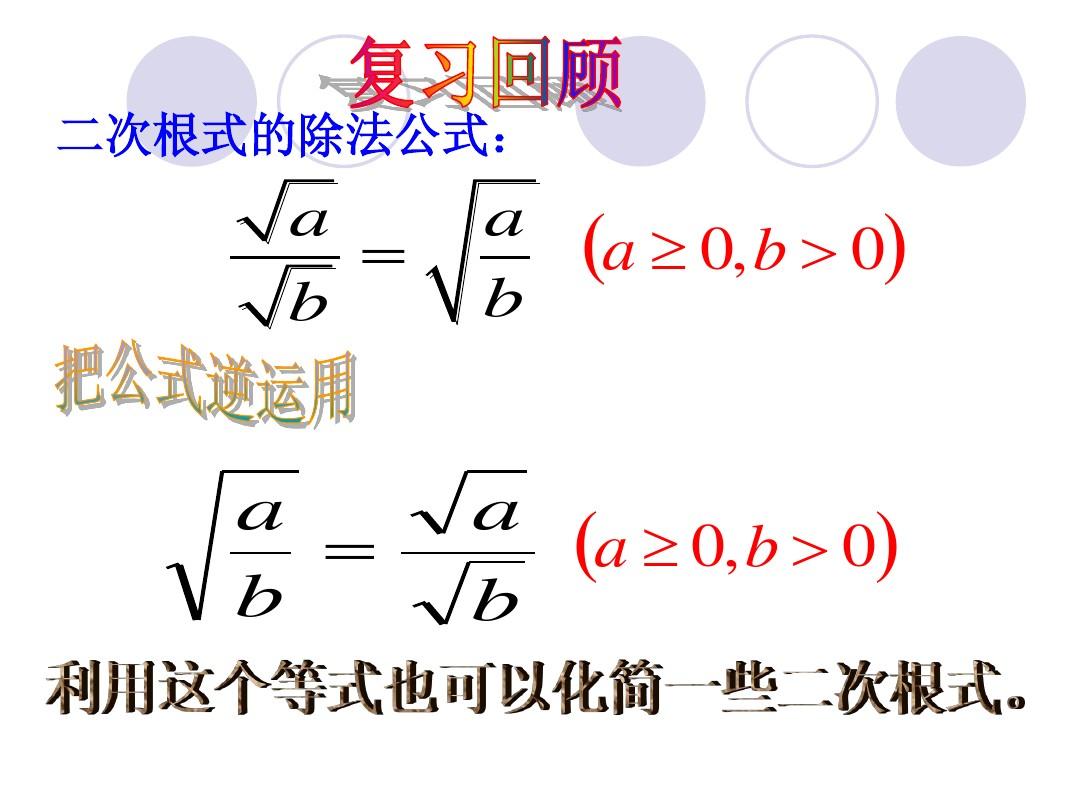 复习回顾
二次根式的除法公式：
\frac{\sqrt{a}}{\sqrt{b}} = \sqrt{\frac{a}{b}} (a ≥ 0, b > 0)
把公式逆运用
\sqrt{\frac{a}{b}} = \frac{\sqrt{a}}{\sqrt{b}} (a ≥ 0, b > 0)
利用这个等式也可以化简一些二次根式。